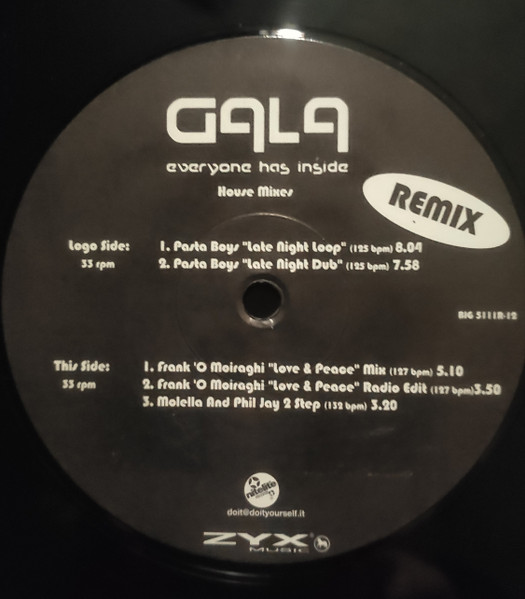 GALA
everyone has inside
House Mixes
REMIX
Logo Side:
33 rpm
1. Pasta Boys "Late Night Loop" (125 bpm) 8.04
2. Pasta Boys "Late Night Dub" (125 bpm) 7.58
BIG 5111R-12
This Side:
33 rpm
1. Frank 'O Moiraghi "Love & Peace" Mix (127 bpm) 5.10
2. Frank 'O Moiraghi "Love & Peace" Radio Edit (127 bpm) 3.50
3. Molella And Phil Jay 2 Step (132 bpm) 3.20
nitelite
doit@doityourself.it
ZYX
MUSIC